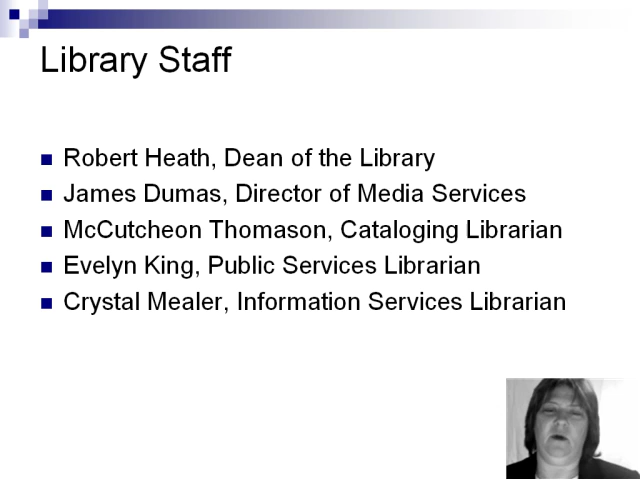 Library Staff
Robert Heath, Dean of the Library
James Dumas, Director of Media Services
McCutcheon Thomason, Cataloging Librarian
Evelyn King, Public Services Librarian
Crystal Mealer, Information Services Librarian